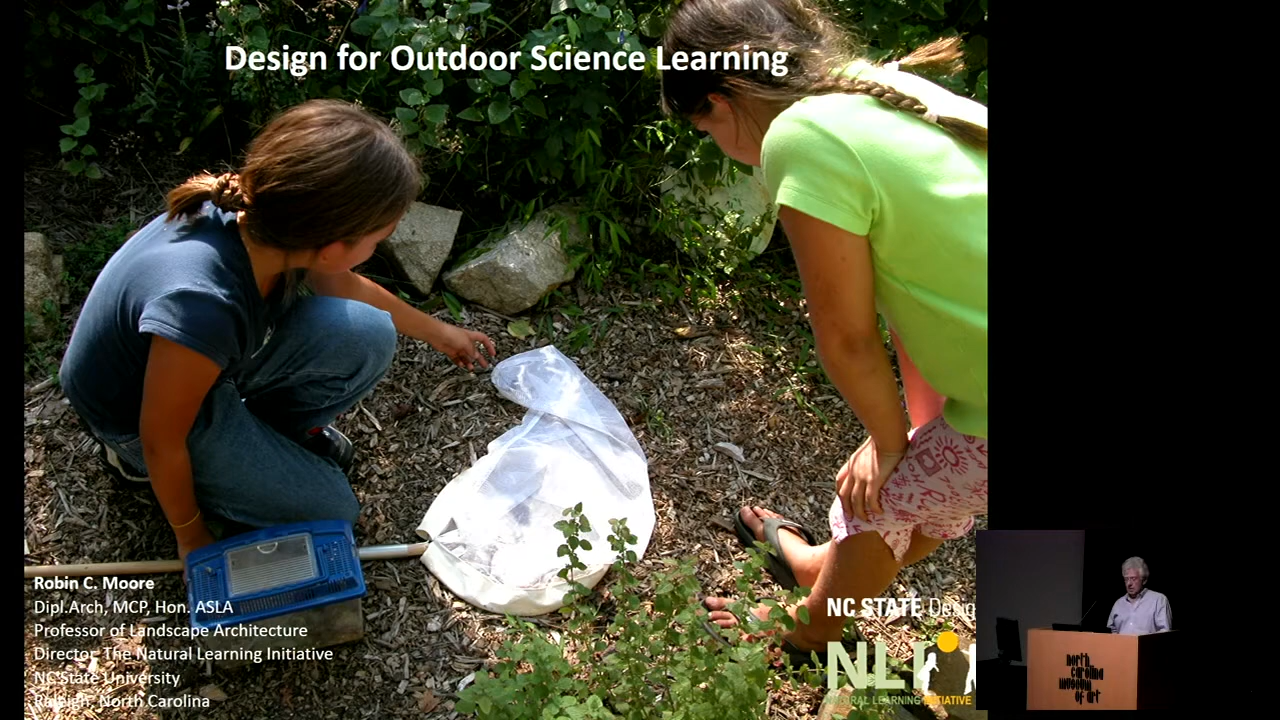 Design for Outdoor Science Learning
Robin C. Moore
Dipl.Arch, MCP, Hon. ASLA
Professor of Landscape Architecture
Director, The Natural Learning Initiative
NC State University
Raleigh, North Carolina
NC STATE Desig
NLI
NATURAL LEARNING INITIATIVE
north
carolina
museum
of art